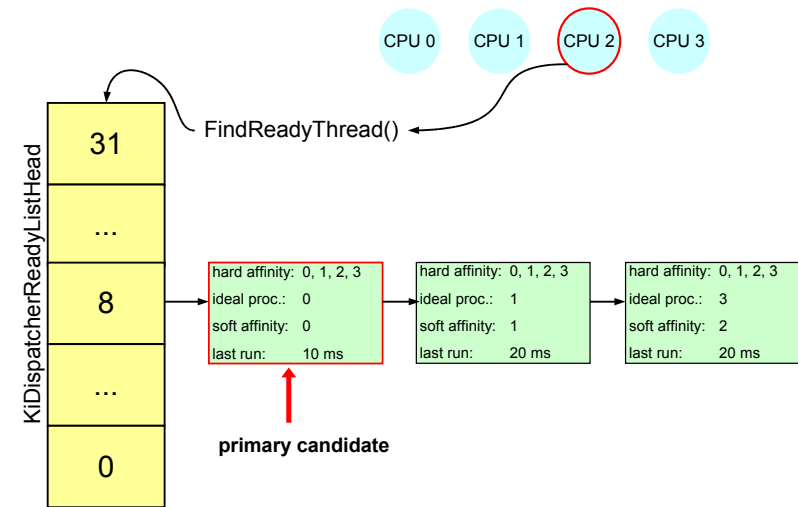 CPU 0 CPU 1 CPU 2 CPU 3
FindReadyThread()
KiDispatcherReadyListHead
31
...
8
...
0
hard affinity: 0, 1, 2, 3
ideal proc.: 0
soft affinity: 0
last run: 10 ms
hard affinity: 0, 1, 2, 3
ideal proc.: 1
soft affinity: 1
last run: 20 ms
hard affinity: 0, 1, 2, 3
ideal proc.: 3
soft affinity: 2
last run: 20 ms
primary candidate